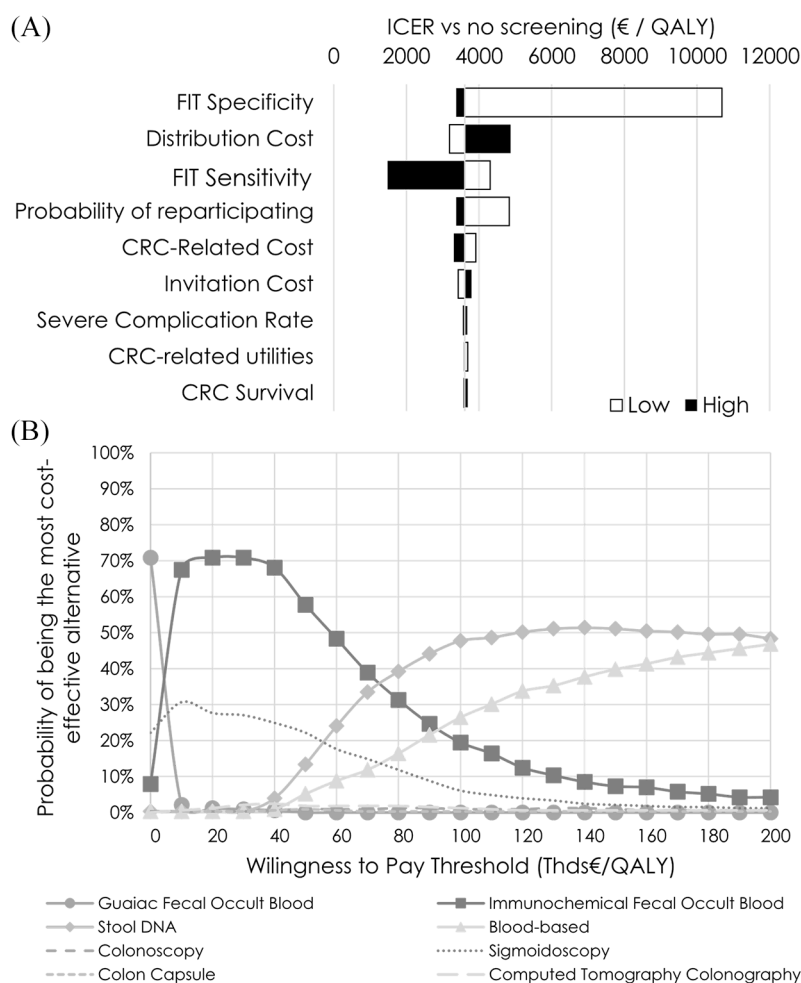 (A)
ICER vs no screening (€ / QALY)
0 2000 4000 6000 8000 10000 12000
FIT Specificity
Distribution Cost
FIT Sensitivity
Probability of reparticipating
CRC-Related Cost
Invitation Cost
Severe Complication Rate
CRC-related utilities
CRC Survival
Low High
(B)
Probability of being the most cost-
effective alternative
100%
90%
80%
70%
60%
50%
40%
30%
20%
10%
0%
0 20 40 60 80 100 120 140 160 180 200
Wilingness to Pay Threshold (Thds€/QALY)
Guaiac Fecal Occult Blood Immunochemical Fecal Occult Blood
Stool DNA Blood-based
Colonoscopy Sigmoidoscopy
Colon Capsule Computed Tomography Colonography